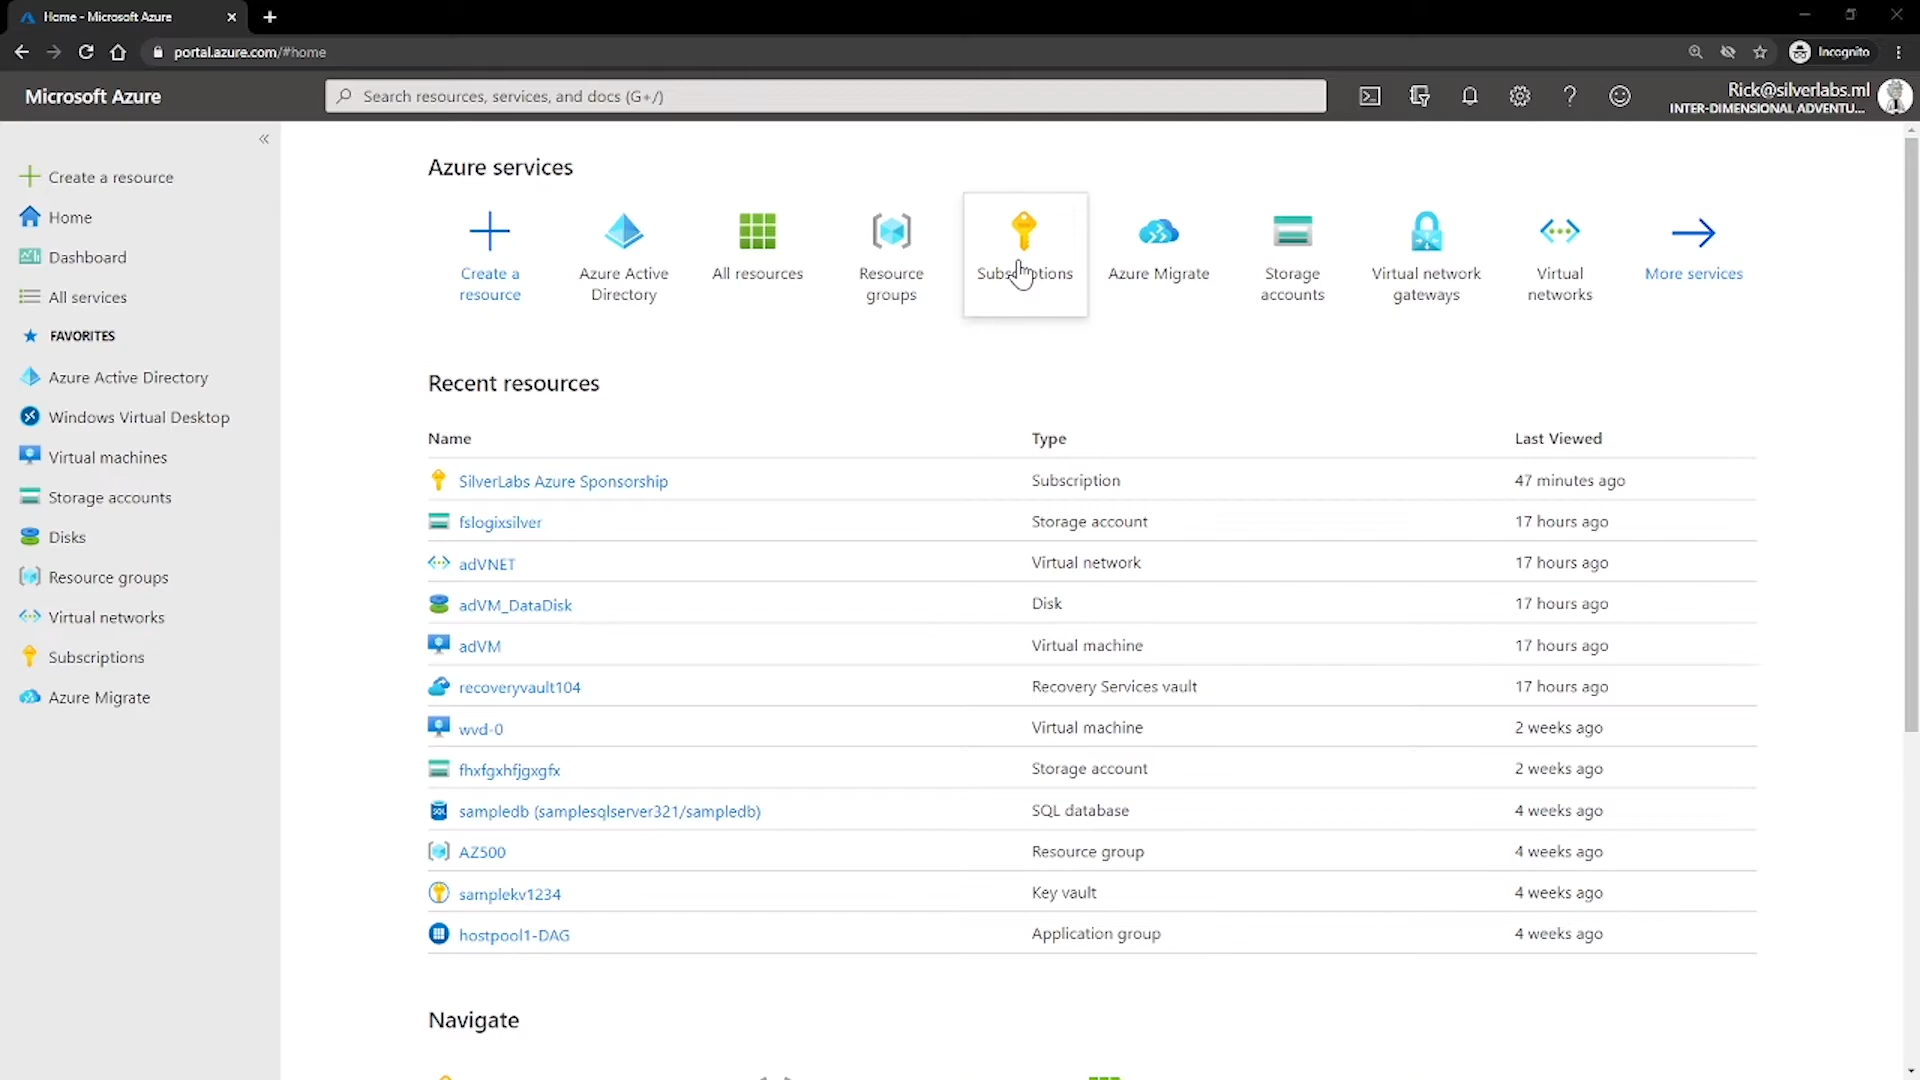 Home - Microsoft Azure
portal.azure.com/#home
Incognito
Microsoft Azure
Search resources, services, and docs (G+/)
Rick@silverlabs.ml
INTER-DIMENSIONAL ADVENTU...
Create a resource
Home
Dashboard
All services
FAVORITES
Azure Active Directory
Windows Virtual Desktop
Virtual machines
Storage accounts
Disks
Resource groups
Virtual networks
Subscriptions
Azure Migrate
Azure services
Create a
resource
Azure Active
Directory
All resources
Resource
groups
Subscriptions
Azure Migrate
Storage
accounts
Virtual network
gateways
Virtual
networks
More services
Recent resources
Name Type Last Viewed
SilverLabs Azure Sponsorship Subscription 47 minutes ago
fslogixsilver Storage account 17 hours ago
adVNET Virtual network 17 hours ago
adVM_DataDisk Disk 17 hours ago
adVM Virtual machine 17 hours ago
recoveryvault104 Recovery Services vault 17 hours ago
wvd-0 Virtual machine 2 weeks ago
fhxfgxhfjgxgfx Storage account 2 weeks ago
sampledb (samplesqlserver321/sampledb) SQL database 4 weeks ago
AZ500 Resource group 4 weeks ago
samplekv1234 Key vault 4 weeks ago
hostpool1-DAG Application group 4 weeks ago
Navigate